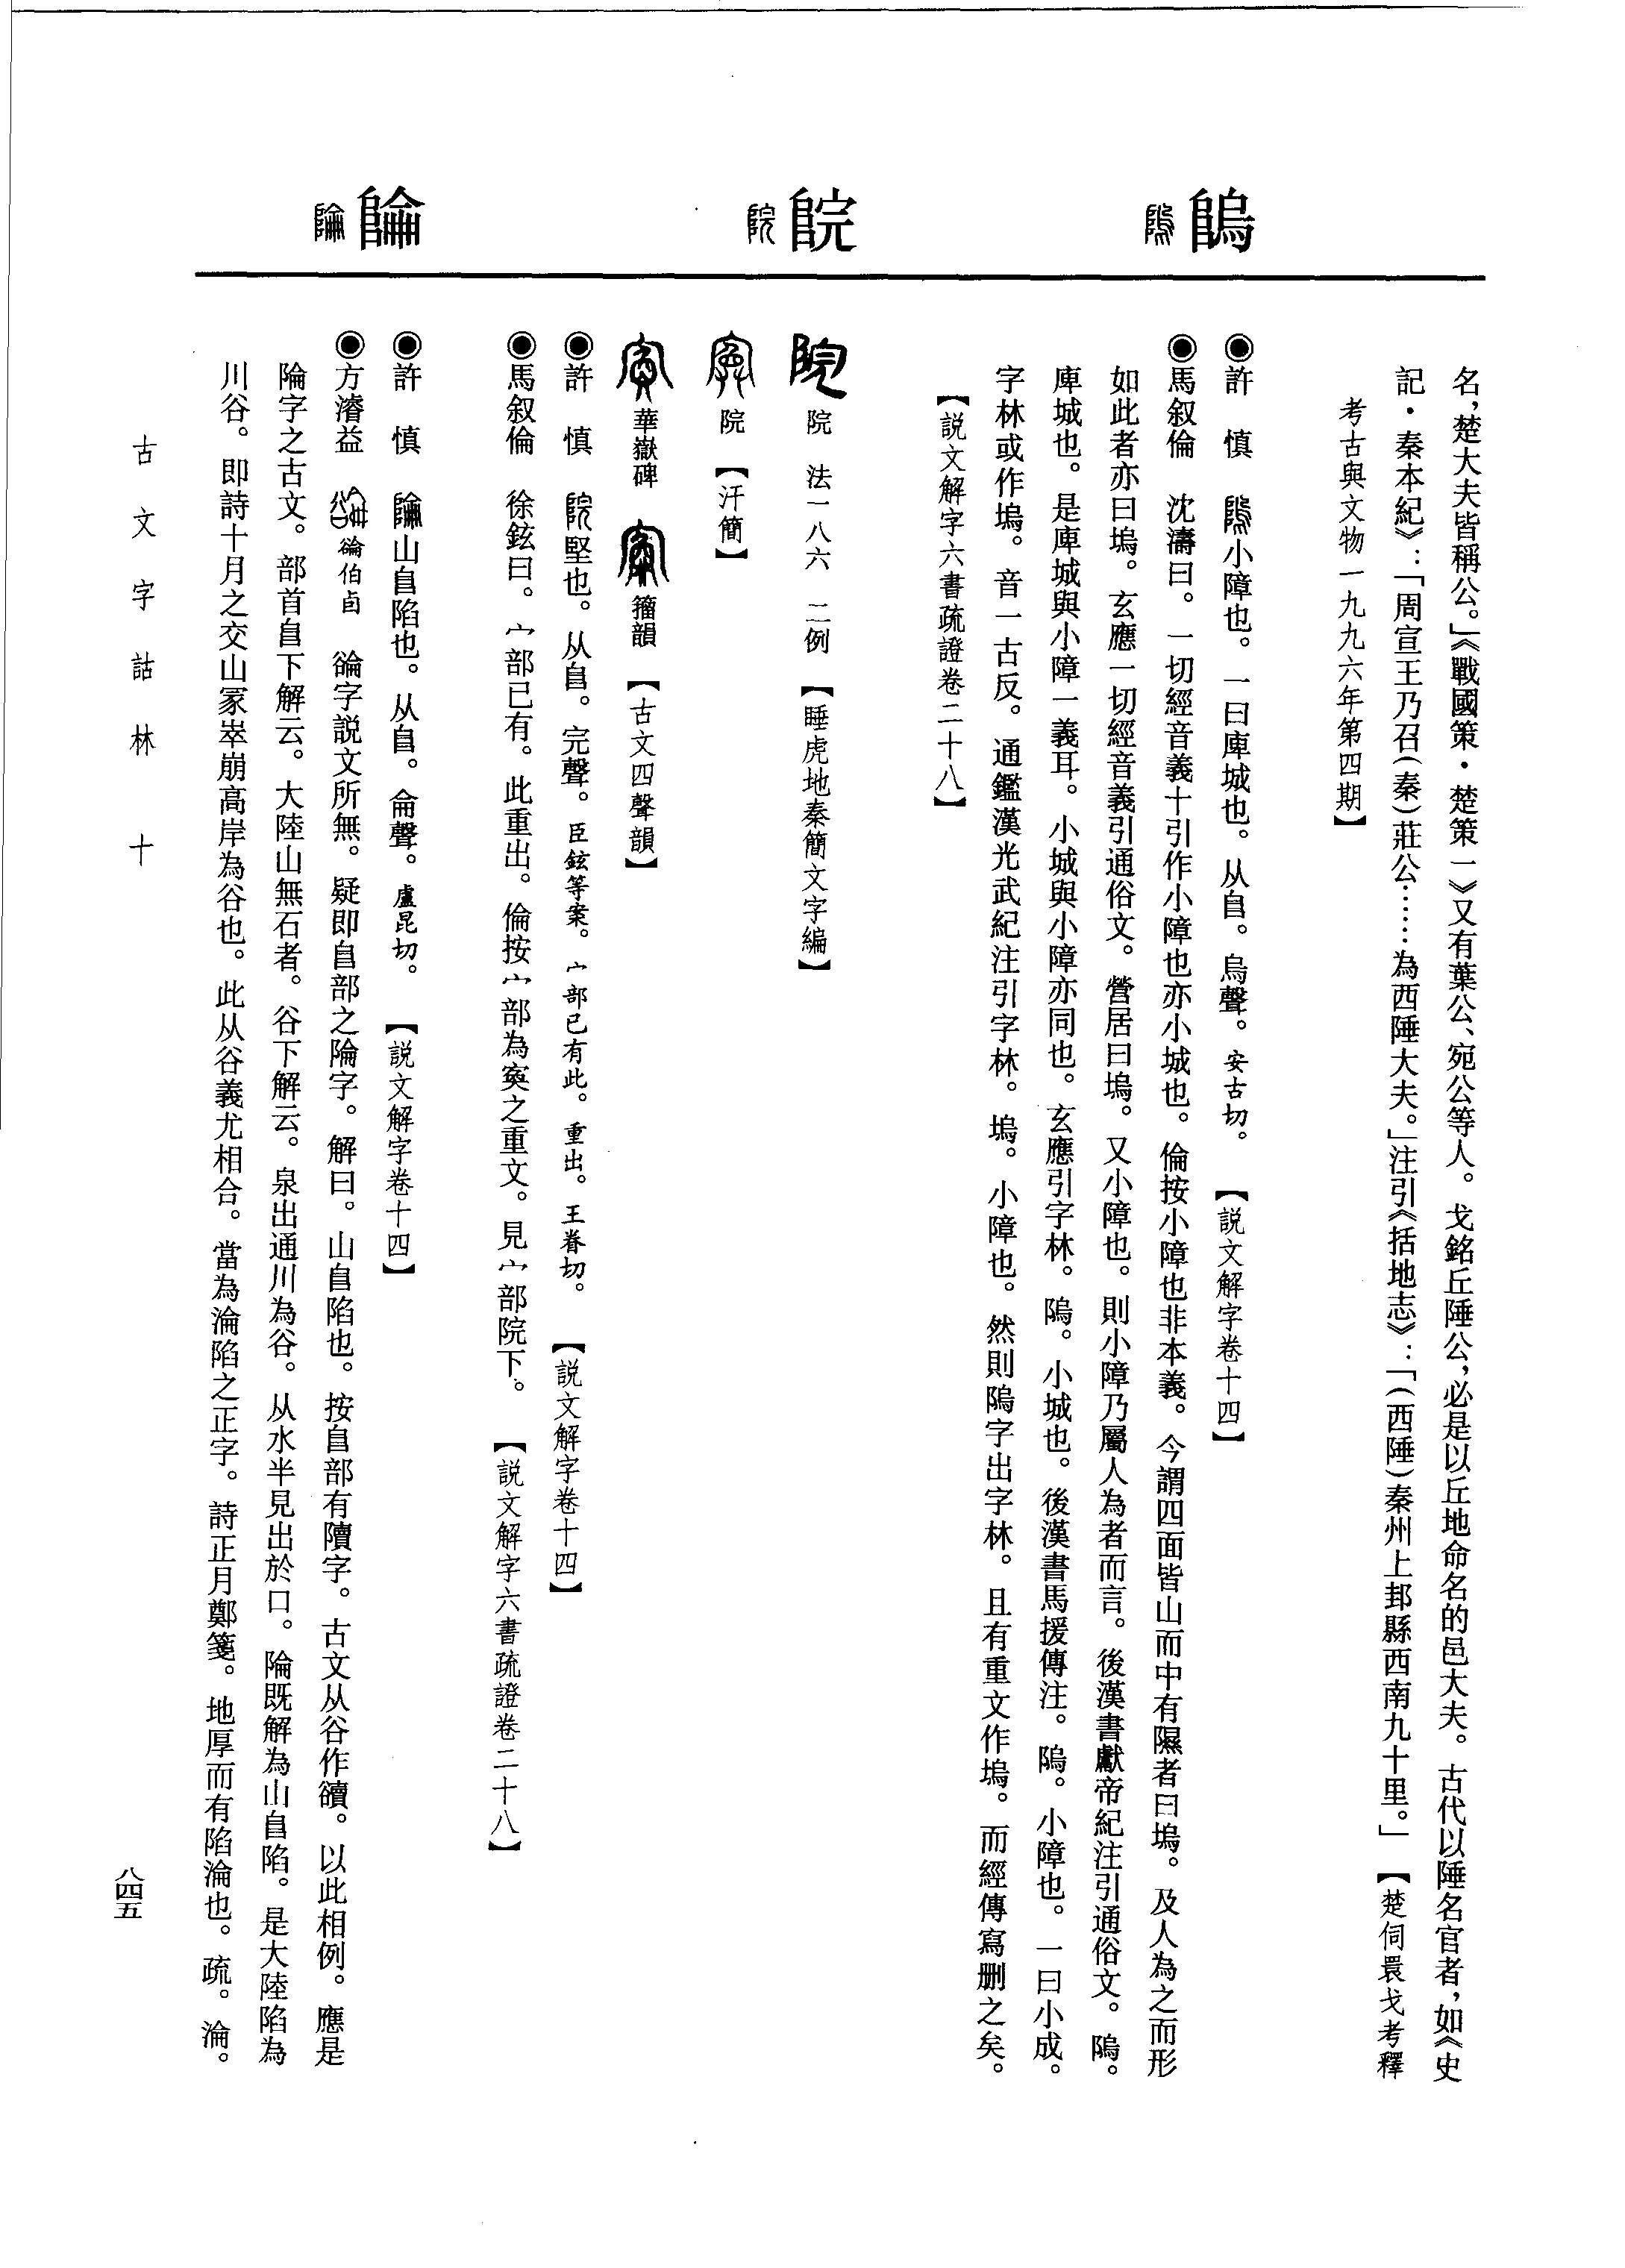 隖
院
陯
名，楚大夫皆稱公。」《戰國策·楚策一》又有葉公、宛公等人。戈銘丘陲公，必是以丘地命名的邑大夫。古代以陲名官者，如《史
記·秦本紀》：「周宣王乃召（秦）莊公……為西陲大夫。」注引《括地志》：「（西陲）秦州上邽縣西南九十里。」【楚伺睘戈考釋
考古與文物一九九六年第四期】
◉許　慎　隖小障也。一曰庳城也。从𨸏。烏聲。安古切。【説文解字卷十四】
◉馬叙倫　沈濤曰。一切經音義十引作小障也亦小城也。倫按小障也非本義。今謂四面皆山而中有隰者曰塢。及人為之而形
如此者亦曰塢。玄應一切經音義引通俗文。營居曰塢。又小障也。則小障乃屬人為者而言。後漢書獻帝紀注引通俗文。隖。
庳城也。是庳城與小障一義耳。小城與小障亦同也。玄應引字林。隖。小城也。後漢書馬援傳注。隖。小障也。一曰小成。
字林或作塢。音一古反。通鑑漢光武紀注引字林。塢。小障也。然則隖字出字林。且有重文作塢。而經傳寫删之矣。
【説文解字六書疏證卷二十八】
院　法一八六　二例　【睡虎地秦簡文字編】
院　【汗簡】
華嶽碑　籀韻　【古文四聲韻】
◉許　慎　院堅也。从𨸏。完聲。臣鉉等案。宀部已有此。重出。王眷切。【説文解字卷十四】
◉馬叙倫　徐鉉曰。宀部已有。此重出。倫按宀部為寏之重文。見宀部院下。【説文解字六書疏證卷二十八】
◉許　慎　陯山𨸏陷也。从𨸏。侖聲。盧昆切。【説文解字卷十四】
◉方濬益　伯卣　字説文所無。疑即𨸏部之陯字。解曰。山𨸏陷也。按𨸏部有隫字。古文从谷作𧷗。以此相例。應是
陯字之古文。部首𨸏下解云。大陸山無石者。谷下解云。泉出通川為谷。从水半見出於口。陯既解為山𨸏陷。是大陸陷為
川谷。即詩十月之交山冢崒崩高岸為谷也。此从谷義尤相合。當為淪陷之正字。詩正月鄭箋。地厚而有陷淪也。疏。淪。
古文字詁林　十
八四五